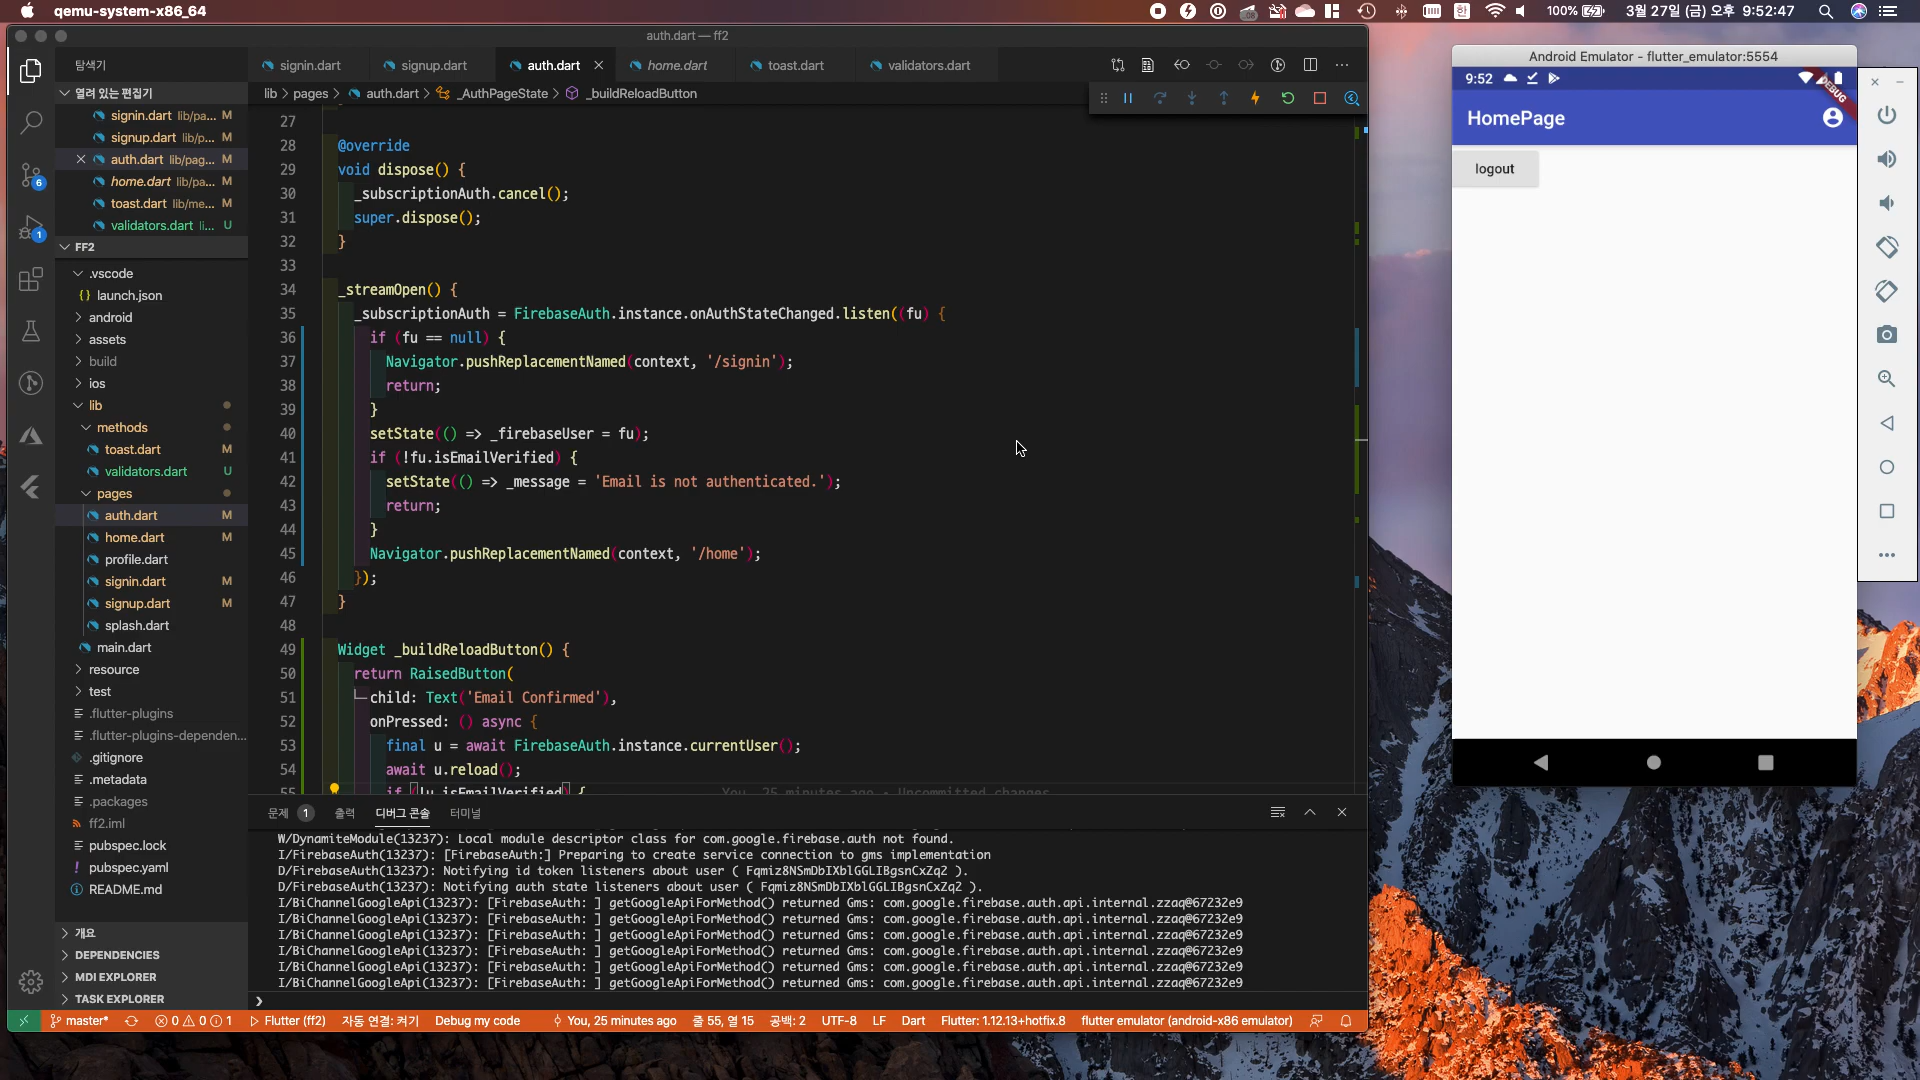 qemu-system-x86_64
100%
3월 27일 (금) 오후 9:52:47
auth.dart — ff2
탐색기
signin.dart
signup.dart
auth.dart
home.dart
toast.dart
validators.dart
lib > pages > auth.dart > _AuthPageState > _buildReloadButton
열려 있는 편집기
signin.dart lib/pa... M
signup.dart lib/p... M
auth.dart lib/pag... M
home.dart lib/pa... M
toast.dart lib/me... M
validators.dart li... U
FF2
.vscode
launch.json
android
assets
build
ios
lib
methods
toast.dart M
validators.dart U
pages
auth.dart M
home.dart M
profile.dart
signin.dart M
signup.dart M
splash.dart
main.dart
resource
test
.flutter-plugins
.flutter-plugins-dependen...
.gitignore
.metadata
.packages
ff2.iml
pubspec.lock
pubspec.yaml
README.md
개요
DEPENDENCIES
MDI EXPLORER
TASK EXPLORER
6
1
27
28 @override
29 void dispose() {
30 _subscriptionAuth.cancel();
31 super.dispose();
32 }
33
34 _streamOpen() {
35 _subscriptionAuth = FirebaseAuth.instance.onAuthStateChanged.listen((fu) {
36 if (fu == null) {
37 Navigator.pushReplacementNamed(context, '/signin');
38 return;
39 }
40 setState(() => _firebaseUser = fu);
41 if (!fu.isEmailVerified) {
42 setState(() => _message = 'Email is not authenticated.');
43 return;
44 }
45 Navigator.pushReplacementNamed(context, '/home');
46 });
47 }
48
49 Widget _buildReloadButton() {
50 return RaisedButton(
51 child: Text('Email Confirmed'),
52 onPressed: () async {
53 final u = await FirebaseAuth.instance.currentUser();
54 await u.reload();
55 if (!u.isEmailVerified) { You, 25 minutes ago • Uncommitted changes
문제 1 출력 디버그 콘솔 터미널
W/DynamiteModule(13237): Local module descriptor class for com.google.firebase.auth not found.
I/FirebaseAuth(13237): [FirebaseAuth:] Preparing to create service connection to gms implementation
D/FirebaseAuth(13237): Notifying id token listeners about user ( Fqmiz8NSmDbIXblGGLIBgsnCxZq2 ).
D/FirebaseAuth(13237): Notifying auth state listeners about user ( Fqmiz8NSmDbIXblGGLIBgsnCxZq2 ).
I/BiChannelGoogleApi(13237): [FirebaseAuth: ] getGoogleApiForMethod() returned Gms: com.google.firebase.auth.api.internal.zzaq@67232e9
I/BiChannelGoogleApi(13237): [FirebaseAuth: ] getGoogleApiForMethod() returned Gms: com.google.firebase.auth.api.internal.zzaq@67232e9
I/BiChannelGoogleApi(13237): [FirebaseAuth: ] getGoogleApiForMethod() returned Gms: com.google.firebase.auth.api.internal.zzaq@67232e9
I/BiChannelGoogleApi(13237): [FirebaseAuth: ] getGoogleApiForMethod() returned Gms: com.google.firebase.auth.api.internal.zzaq@67232e9
I/BiChannelGoogleApi(13237): [FirebaseAuth: ] getGoogleApiForMethod() returned Gms: com.google.firebase.auth.api.internal.zzaq@67232e9
I/BiChannelGoogleApi(13237): [FirebaseAuth: ] getGoogleApiForMethod() returned Gms: com.google.firebase.auth.api.internal.zzaq@67232e9
master* 0 0 1 Flutter (ff2) 자동 연결: 켜기 Debug my code You, 25 minutes ago 줄 55, 열 15 공백: 2 UTF-8 LF Dart Flutter: 1.12.13+hotfix.8 flutter emulator (android-x86 emulator)
Android Emulator - flutter_emulator:5554
9:52
DEBUG
HomePage
logout